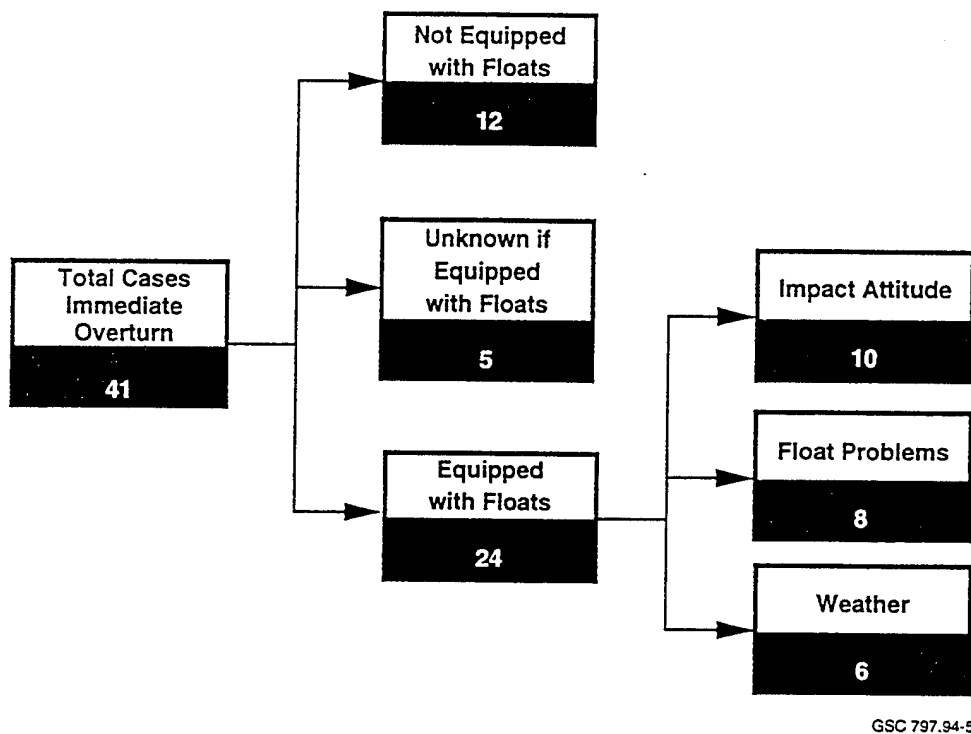 Not Equipped
with Floats
12
Unknown if
Equipped
with Floats
5
Total Cases
Immediate
Overturn
41
Equipped
with Floats
24
Impact Attitude
10
Float Problems
8
Weather
6
GSC 797.94-5